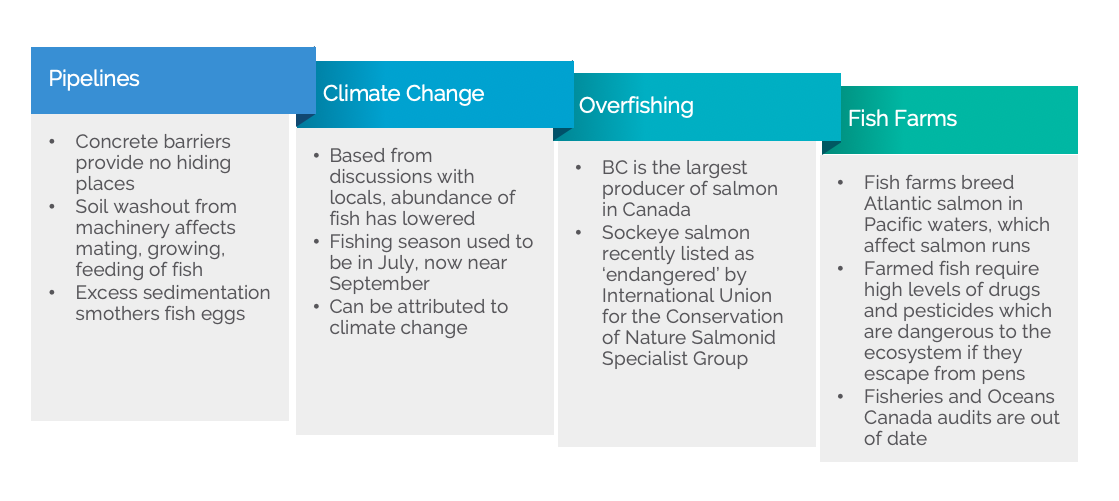 Pipelines
• Concrete barriers
provide no hiding
places
• Soil washout from
machinery affects
mating, growing,
feeding of fish
• Excess sedimentation
smothers fish eggs
Climate Change
• Based from
discussions with
locals, abundance of
fish has lowered
• Fishing season used to
be in July, now near
September
• Can be attributed to
climate change
Overfishing
• BC is the largest
producer of salmon
in Canada
• Sockeye salmon
recently listed as
‘endangered’ by
International Union
for the Conservation
of Nature Salmonid
Specialist Group
Fish Farms
• Fish farms breed
Atlantic salmon in
Pacific waters, which
affect salmon runs
• Farmed fish require
high levels of drugs
and pesticides which
are dangerous to the
ecosystem if they
escape from pens
• Fisheries and Oceans
Canada audits are out
of date